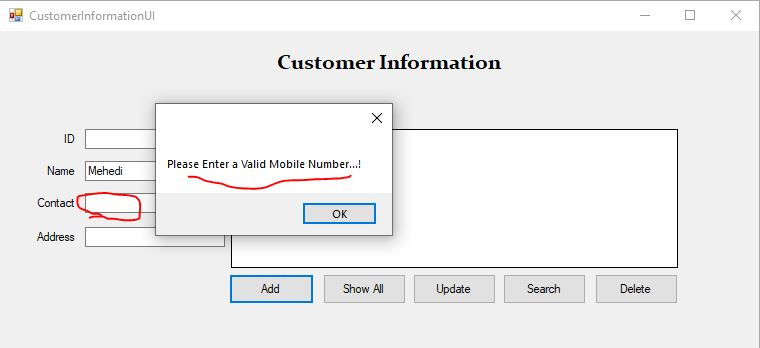 CustomerInformationUI
Customer Information
ID
Please Enter a Valid Mobile Number...!
Name Mehedi
Contact
OK
Address
Add Show All Update Search Delete